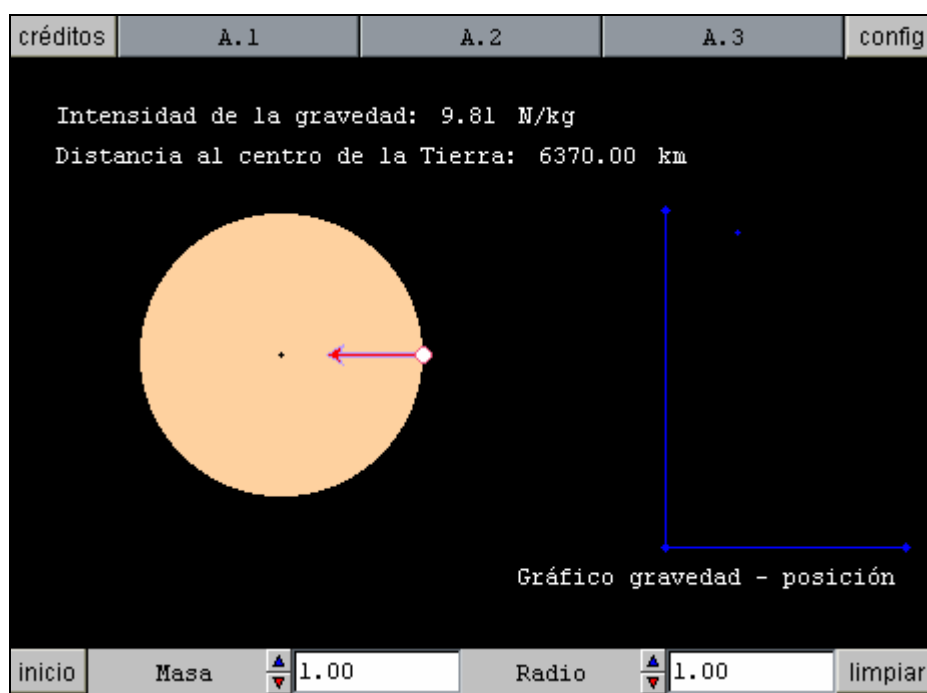 créditos A.1 A.2 A.3 config
Intensidad de la gravedad: 9.81 N/kg
Distancia al centro de la Tierra: 6370.00 km
Gráfico gravedad - posición
inicio Masa 1.00 Radio 1.00 limpiar